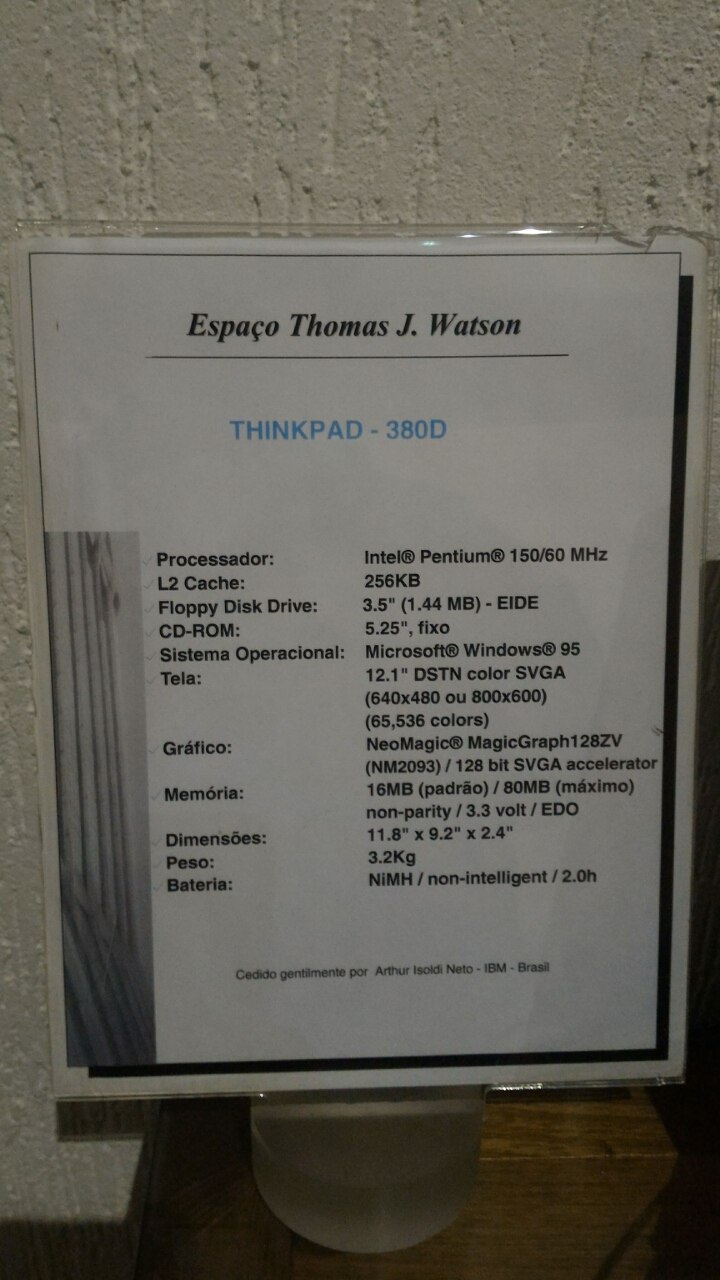 Espaço Thomas J. Watson
THINKPAD - 380D
Processador: Intel® Pentium® 150/60 MHz
L2 Cache: 256KB
Floppy Disk Drive: 3.5" (1.44 MB) - EIDE
CD-ROM: 5.25", fixo
Sistema Operacional: Microsoft® Windows® 95
Tela: 12.1" DSTN color SVGA
(640x480 ou 800x600)
(65,536 colors)
Gráfico: NeoMagic® MagicGraph128ZV
(NM2093) / 128 bit SVGA accelerator
Memória: 16MB (padrão) / 80MB (máximo)
non-parity / 3.3 volt / EDO
Dimensões: 11.8" x 9.2" x 2.4"
Peso: 3.2Kg
Bateria: NiMH / non-intelligent / 2.0h
Cedido gentilmente por Arthur Isoldi Neto - IBM - Brasil